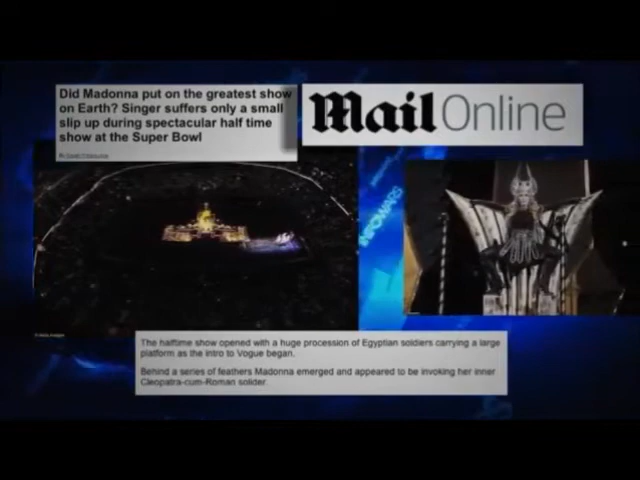 Did Madonna put on the greatest show
on Earth? Singer suffers only a small
slip up during spectacular half time
show at the Super Bowl
Mail Online
INFOWARS
The halftime show opened with a huge procession of Egyptian soldiers carrying a large
platform as the intro to Vogue began.
Behind a series of feathers Madonna emerged and appeared to be invoking her inner
Cleopatra-cum-Roman solider.